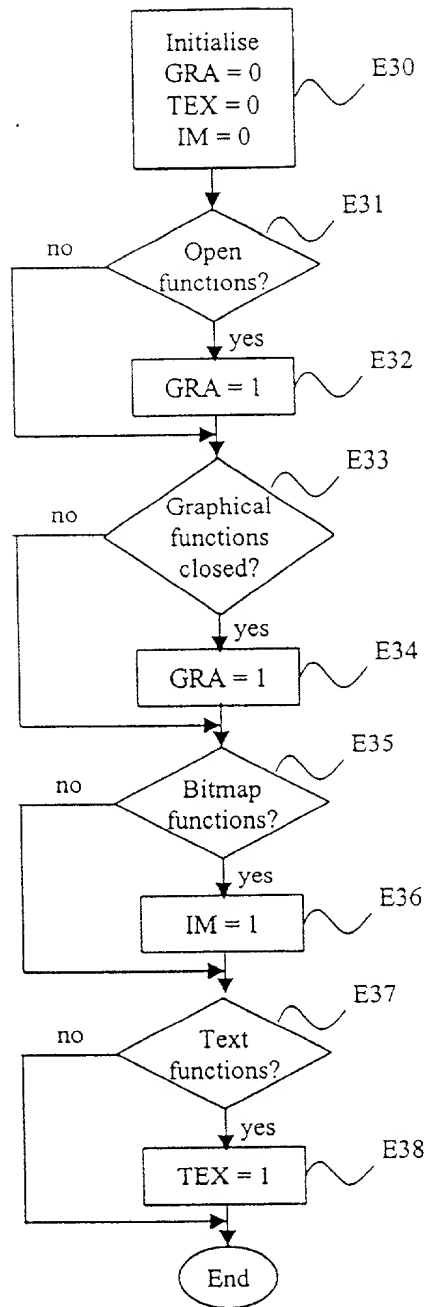 Initialise
GRA = 0
TEX = 0
IM = 0
E30
E31
no
Open
functions?
yes
GRA = 1
E32
E33
no
Graphical
functions
closed?
yes
GRA = 1
E34
E35
no
Bitmap
functions?
yes
IM = 1
E36
E37
no
Text
functions?
yes
TEX = 1
E38
End